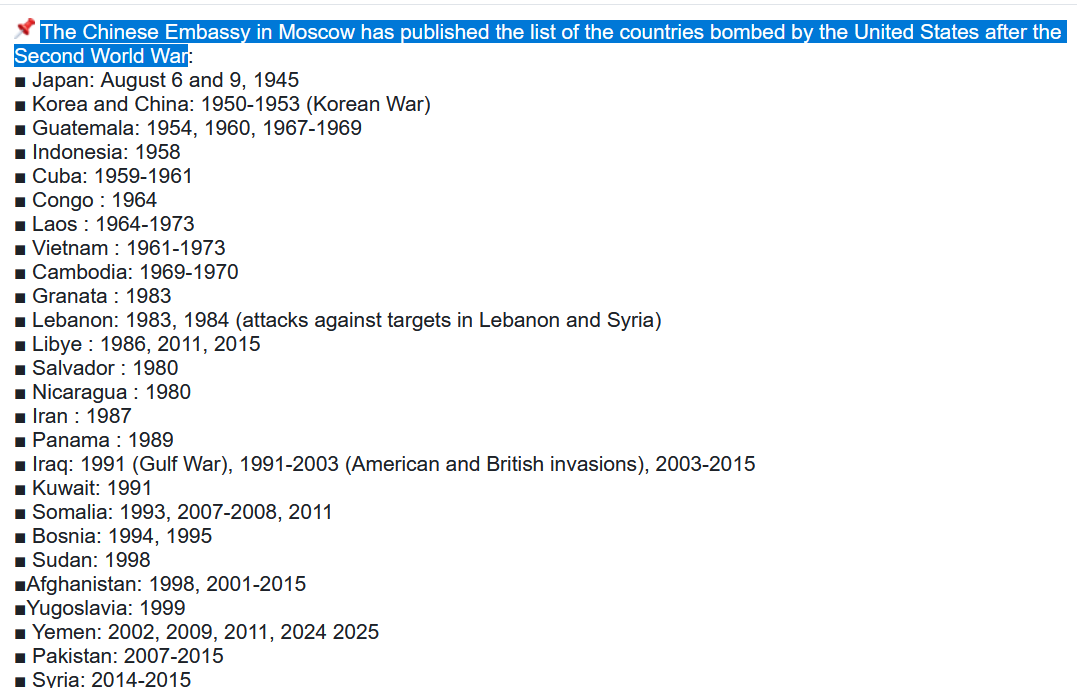 📌 The Chinese Embassy in Moscow has published the list of the countries bombed by the United States after the
Second World War:
■ Japan: August 6 and 9, 1945
■ Korea and China: 1950-1953 (Korean War)
■ Guatemala: 1954, 1960, 1967-1969
■ Indonesia: 1958
■ Cuba: 1959-1961
■ Congo : 1964
■ Laos : 1964-1973
■ Vietnam : 1961-1973
■ Cambodia: 1969-1970
■ Granata : 1983
■ Lebanon: 1983, 1984 (attacks against targets in Lebanon and Syria)
■ Libye : 1986, 2011, 2015
■ Salvador : 1980
■ Nicaragua : 1980
■ Iran : 1987
■ Panama : 1989
■ Iraq: 1991 (Gulf War), 1991-2003 (American and British invasions), 2003-2015
■ Kuwait: 1991
■ Somalia: 1993, 2007-2008, 2011
■ Bosnia: 1994, 1995
■ Sudan: 1998
■Afghanistan: 1998, 2001-2015
■Yugoslavia: 1999
■ Yemen: 2002, 2009, 2011, 2024 2025
■ Pakistan: 2007-2015
■ Syria: 2014-2015